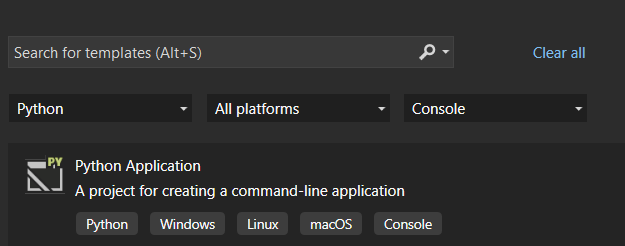 Search for templates (Alt+S)
Clear all
Python
All platforms
Console
PY
Python Application
A project for creating a command-line application
Python
Windows
Linux
macOS
Console